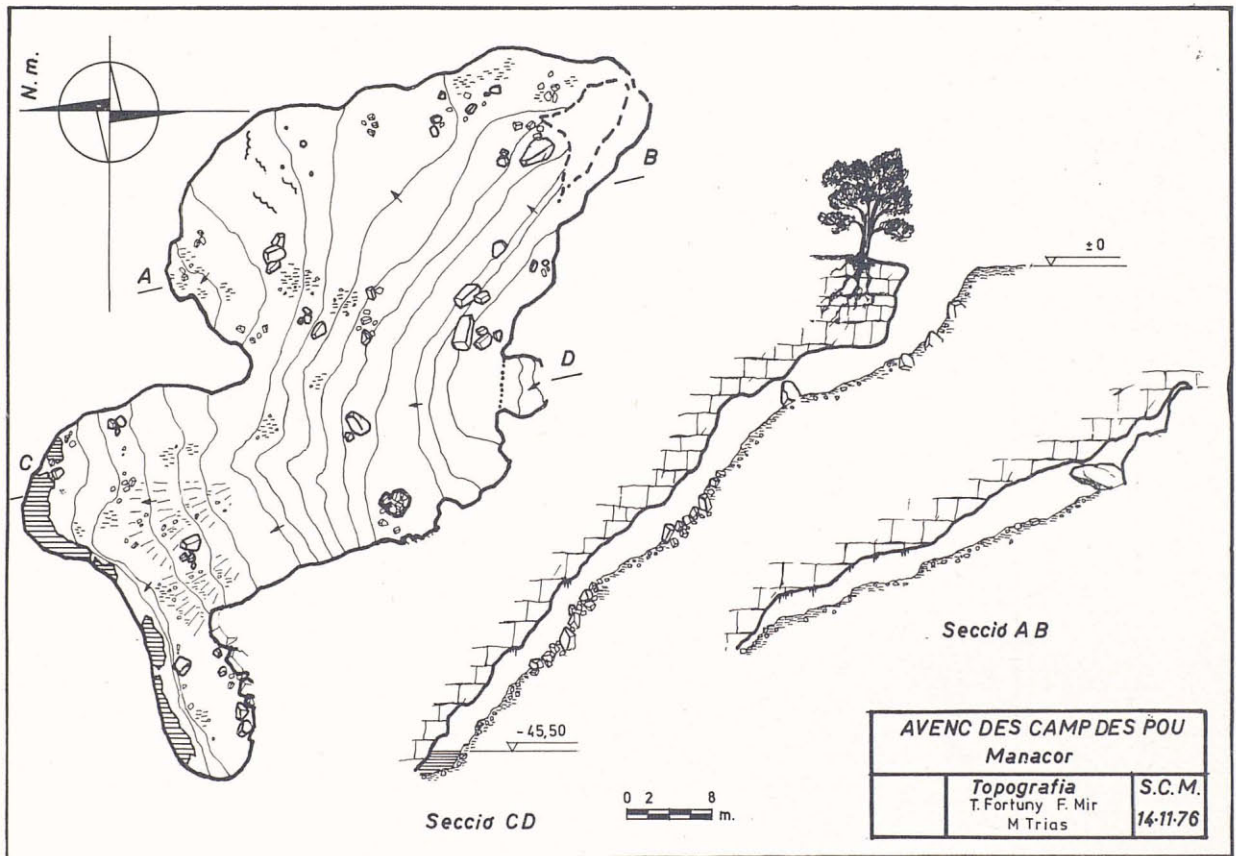 N. m.
B
A
D
C
±0
-45,50
Secció A B
Secció CD
0 2 8
m.
AVENC DES CAMP DES POU
Manacor
Topografia
T. Fortuny F. Mir
M Trias
S.C.M.
14-11-76